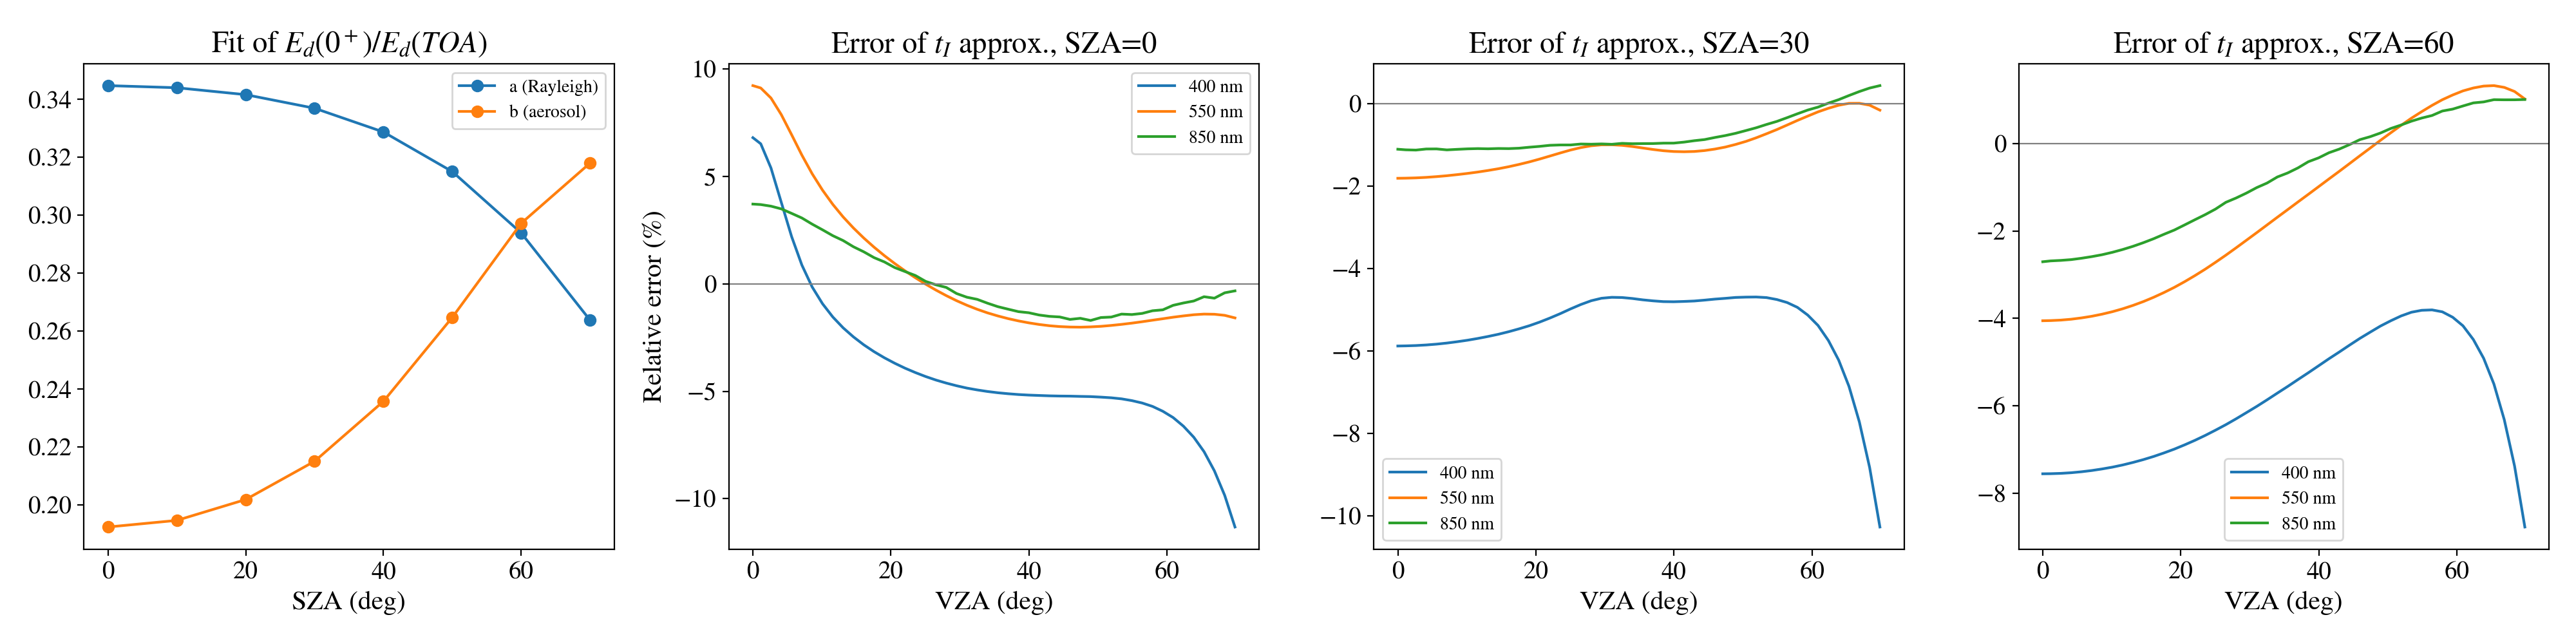 Fit of E_d(0^+)/E_d(TOA)
a (Rayleigh)
b (aerosol)
0.34
0.32
0.30
0.28
0.26
0.24
0.22
0.20
0 20 40 60
SZA (deg)
Error of t_I approx., SZA=0
400 nm
550 nm
850 nm
Relative error (%)
10
5
0
−5
−10
0 20 40 60
VZA (deg)
Error of t_I approx., SZA=30
0
−2
−4
−6
−8
−10
400 nm
550 nm
850 nm
0 20 40 60
VZA (deg)
Error of t_I approx., SZA=60
0
−2
−4
−6
−8
400 nm
550 nm
850 nm
0 20 40 60
VZA (deg)